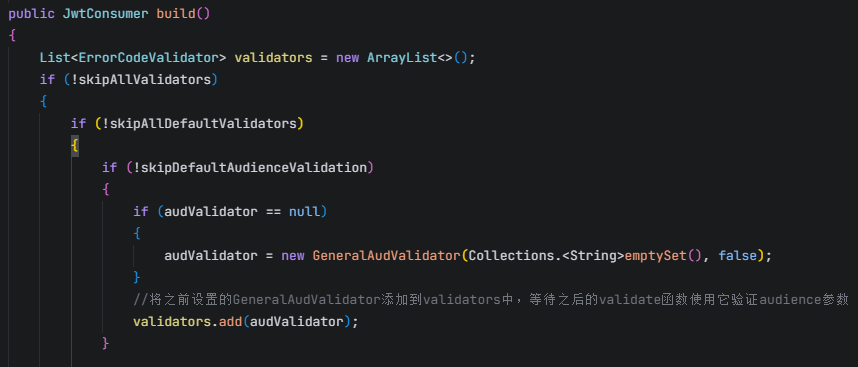 public JwtConsumer build()
{
    List<ErrorCodeValidator> validators = new ArrayList<>();
    if (!skipAllValidators)
    {
        if (!skipAllDefaultValidators)
        {
            if (!skipDefaultAudienceValidation)
            {
                if (audValidator == null)
                {
                    audValidator = new GeneralAudValidator(Collections.<String>emptySet(), false);
                }
                //将之前设置的GeneralAudValidator添加到validators中，等待之后的validate函数使用它验证audience参数
                validators.add(audValidator);
            }